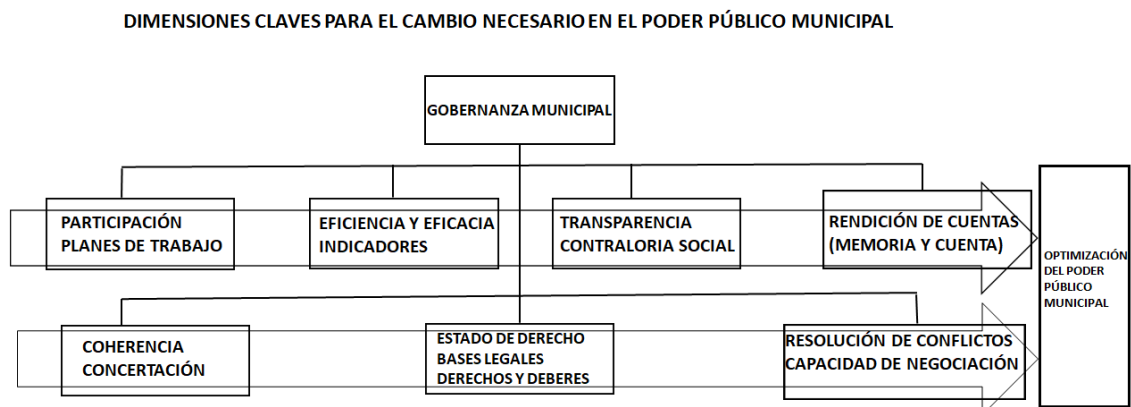 DIMENSIONES CLAVES PARA EL CAMBIO NECESARIO EN EL PODER PÚBLICO MUNICIPAL
GOBERNANZA MUNICIPAL
PARTICIPACIÓN
PLANES DE TRABAJO
EFICIENCIA Y EFICACIA
INDICADORES
TRANSPARENCIA
CONTRALORIA SOCIAL
RENDICIÓN DE CUENTAS
(MEMORIA Y CUENTA)
OPTIMIZACIÓN
DEL PODER
PÚBLICO
MUNICIPAL
COHERENCIA
CONCERTACIÓN
ESTADO DE DERECHO
BASES LEGALES
DERECHOS Y DEBERES
RESOLUCIÓN DE CONFLICTOS
CAPACIDAD DE NEGOCIACIÓN